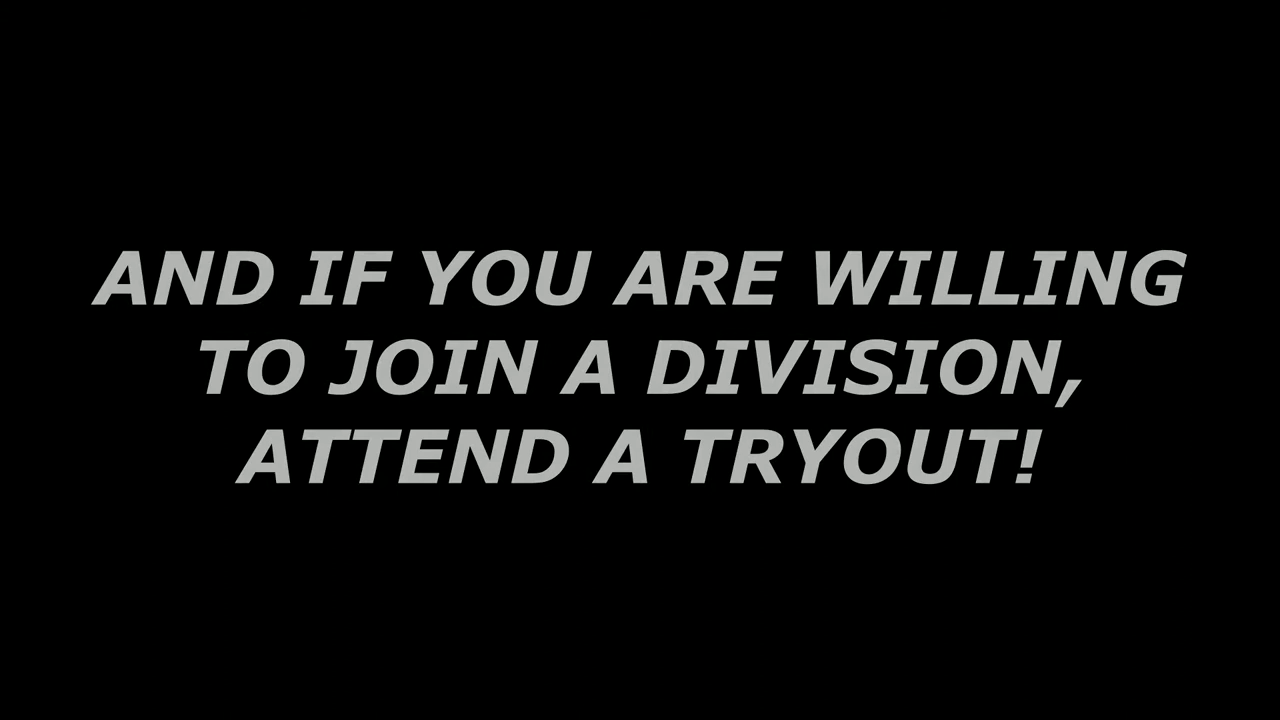 AND IF YOU ARE WILLING
TO JOIN A DIVISION,
ATTEND A TRYOUT!